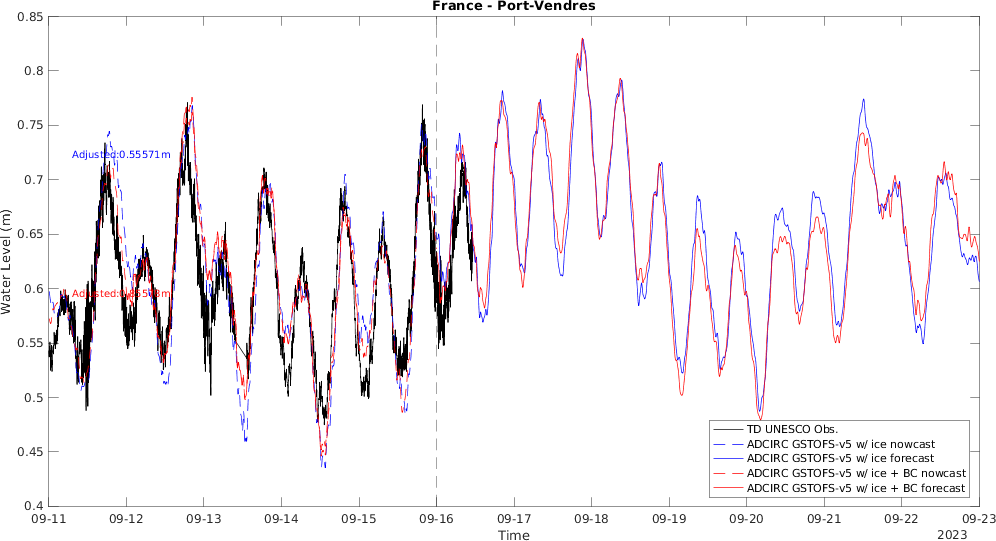 France - Port-Vendres
0.85
0.8
0.75
0.7
0.65
0.6
0.55
0.5
0.45
0.4
Water Level (m)
Adjusted:0.55571m
09-11
09-12
09-13
09-14
09-15
09-16
09-17
09-18
09-19
09-20
09-21
09-22
09-23
Time
2023
TD UNESCO Obs.
ADCIRC GSTOFS-v5 w/ ice nowcast
ADCIRC GSTOFS-v5 w/ ice forecast
ADCIRC GSTOFS-v5 w/ ice + BC nowcast
ADCIRC GSTOFS-v5 w/ ice + BC forecast